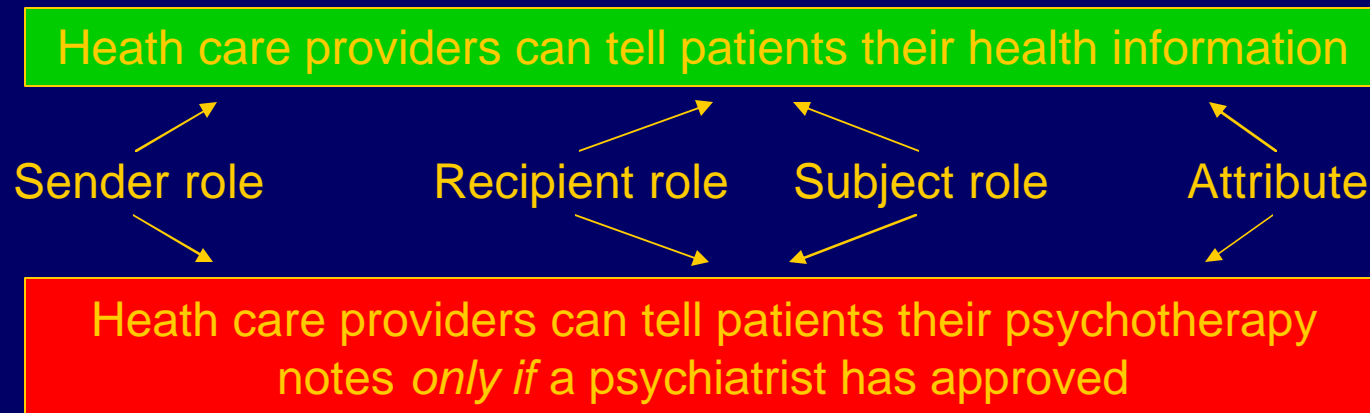 Heath care providers can tell patients their health information
Sender role Recipient role Subject role Attribute
Heath care providers can tell patients their psychotherapy
notes only if a psychiatrist has approved